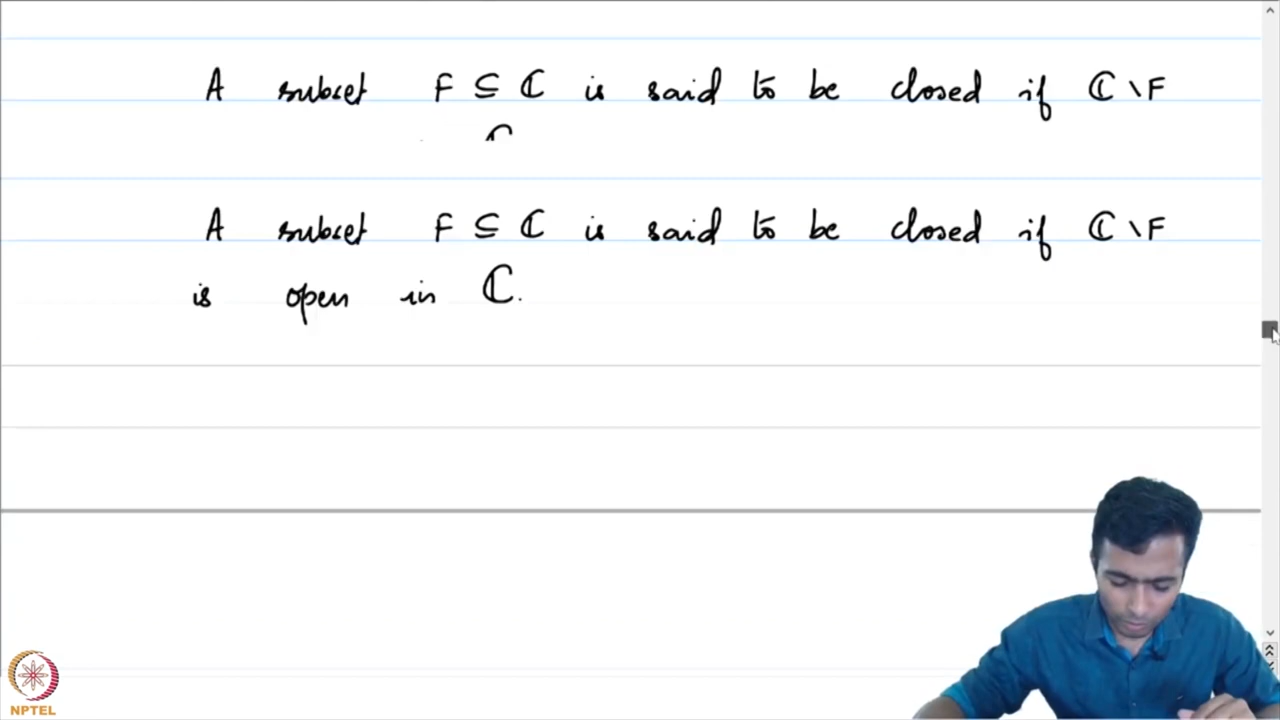 A subset F ⊆ ℂ is said to be closed if ℂ \ F
A subset F ⊆ ℂ is said to be closed if ℂ \ F
is open in ℂ.
NPTEL